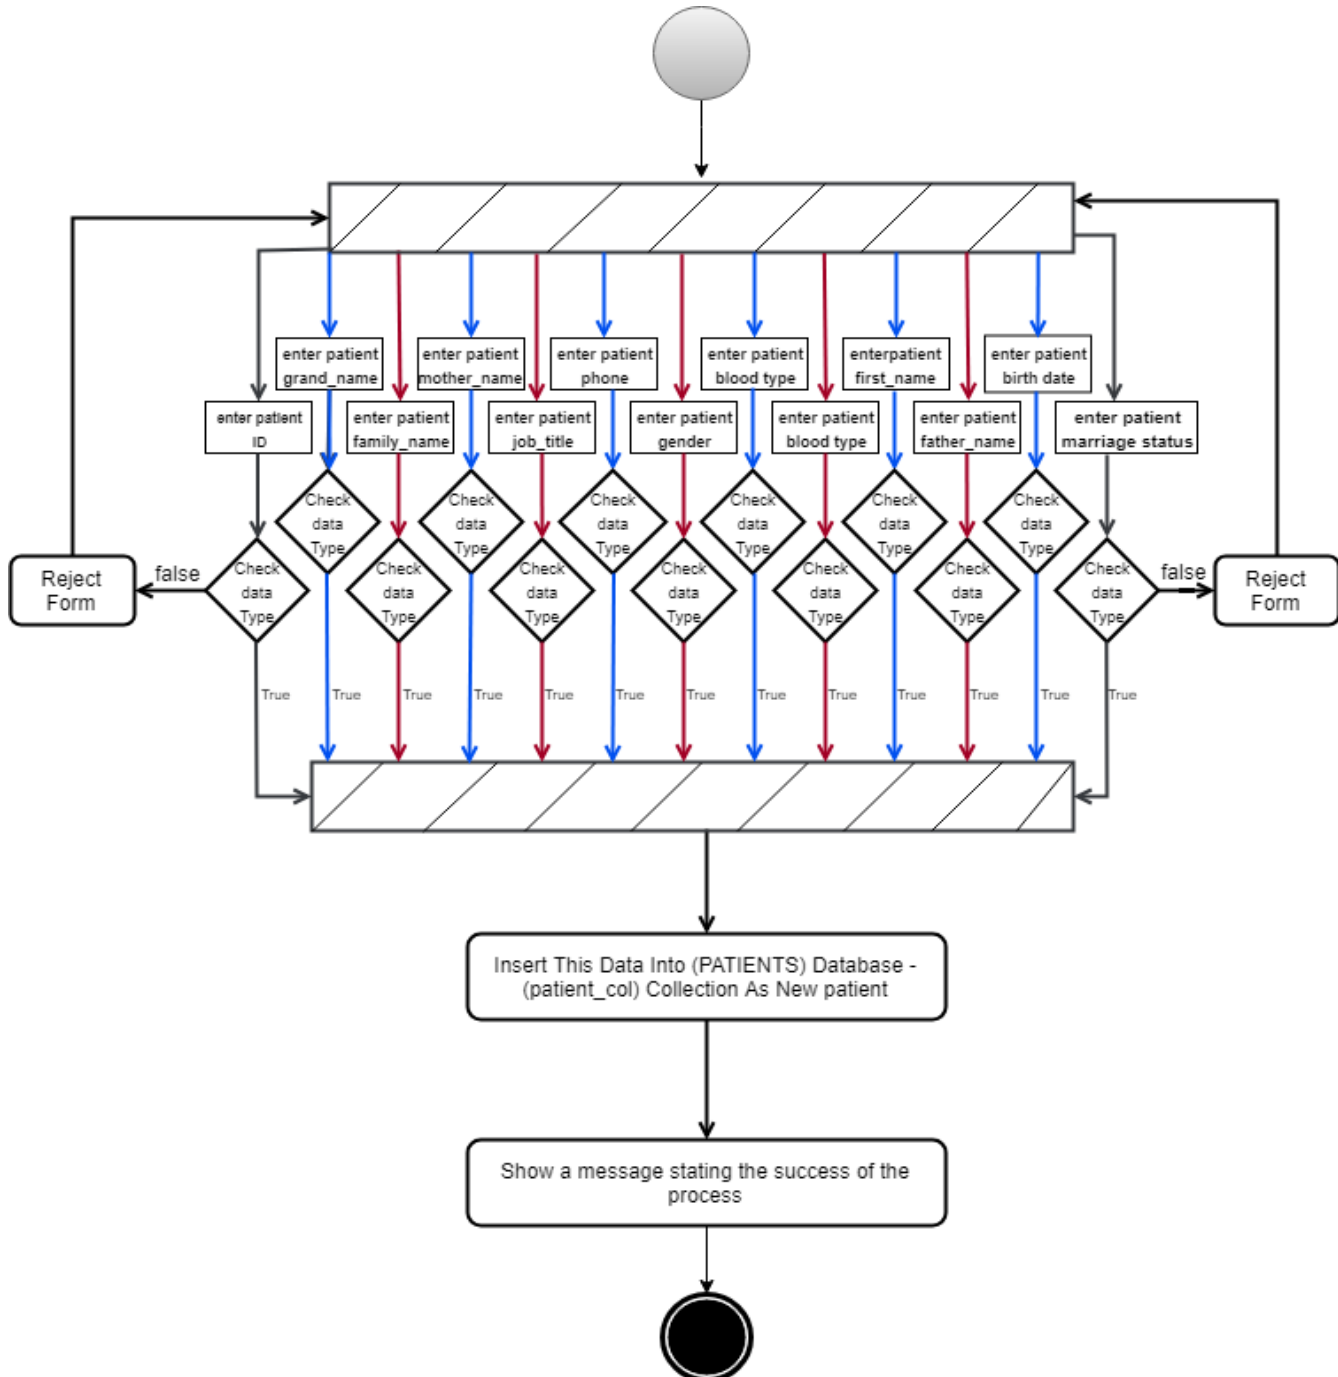 enter patient
grand_name
enter patient
mother_name
enter patient
phone
enter patient
blood type
enterpatient
first_name
enter patient
birth date
enter patient
ID
enter patient
family_name
enter patient
job_title
enter patient
gender
enter patient
blood type
enter patient
father_name
enter patient
marriage status
Check
data
Type
Check
data
Type
Check
data
Type
Check
data
Type
Check
data
Type
Check
data
Type
Reject
Form
false
Check
data
Type
Check
data
Type
Check
data
Type
Check
data
Type
Check
data
Type
Check
data
Type
Check
data
Type
false
Reject
Form
True
True
True
True
True
True
True
True
True
True
True
True
True
Insert This Data Into (PATIENTS) Database -
(patient_col) Collection As New patient
Show a message stating the success of the
process